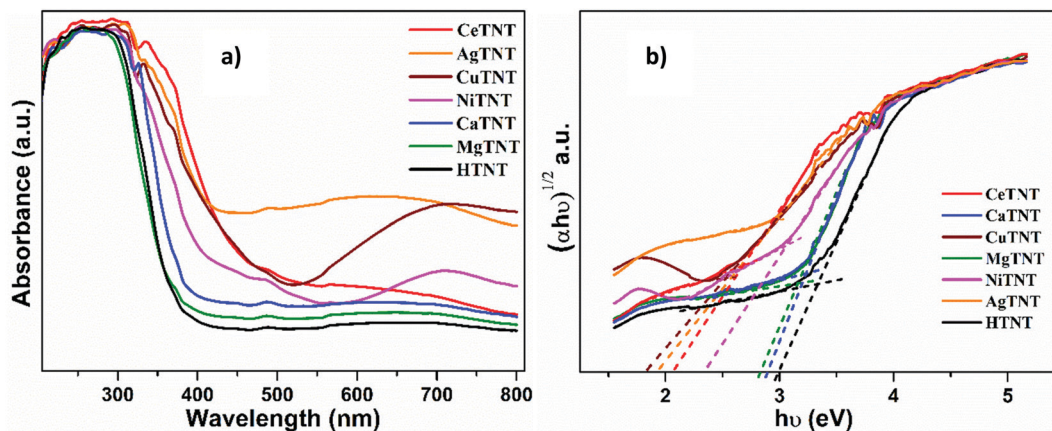 a)
CeTNT
AgTNT
CuTNT
NiTNT
CaTNT
MgTNT
HTNT
Absorbance (a.u.)
300 400 500 600 700 800
Wavelength (nm)
b)
CeTNT
CaTNT
CuTNT
MgTNT
NiTNT
AgTNT
HTNT
(αhυ)^1/2 a.u.
2 3 4 5
hυ (eV)